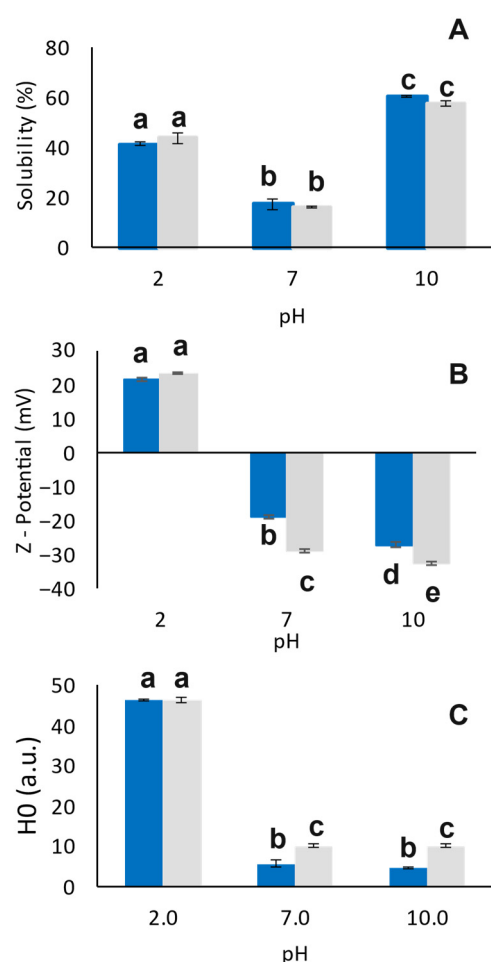 A
80
60
40
20
0
Solubility (%)
a a
b b
c c
2 7 10
pH
B
30
20
10
0
−10
−20
−30
−40
Z - Potential (mV)
a a
b c
d e
2 7 10
pH
C
50
40
30
20
10
0
H0 (a.u.)
a a
b c
b c
2.0 7.0 10.0
pH